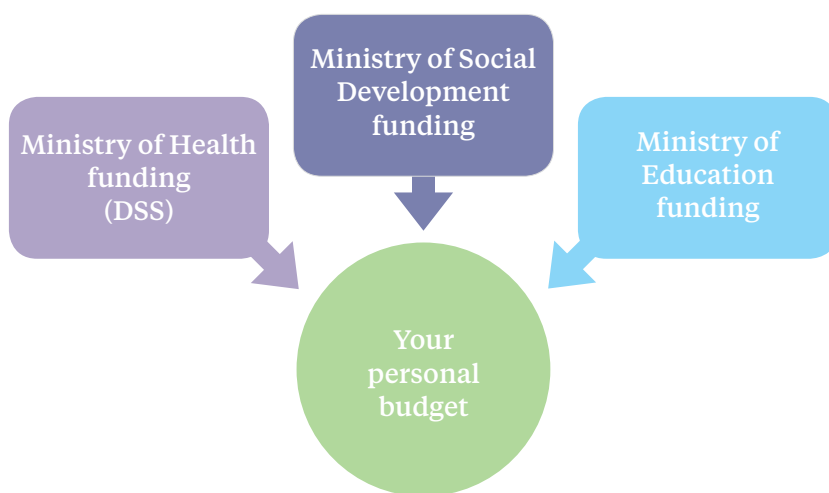 Ministry of Health
funding
(DSS)
Ministry of Social
Development
funding
Ministry of
Education
funding
Your
personal
budget